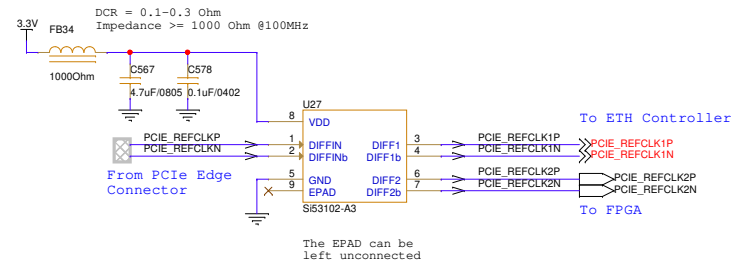 DCR = 0.1-0.3 Ohm
Impedance >= 1000 Ohm @100MHz
3.3V
FB34
1000Ohm
C567
4.7uF/0805
C578
0.1uF/0402
U27
8
VDD
PCIE_REFCLKP
1
DIFFIN
PCIE_REFCLKN
2
DIFFINb
5
GND
9
EPAD
DIFF1
3
PCIE_REFCLK1P
PCIE_REFCLK1P
DIFF1b
4
PCIE_REFCLK1N
PCIE_REFCLK1N
DIFF2
6
PCIE_REFCLK2P
PCIE_REFCLK2P
DIFF2b
7
PCIE_REFCLK2N
PCIE_REFCLK2N
Si53102-A3
From PCIe Edge
Connector
To ETH Controller
To FPGA
The EPAD can be
left unconnected